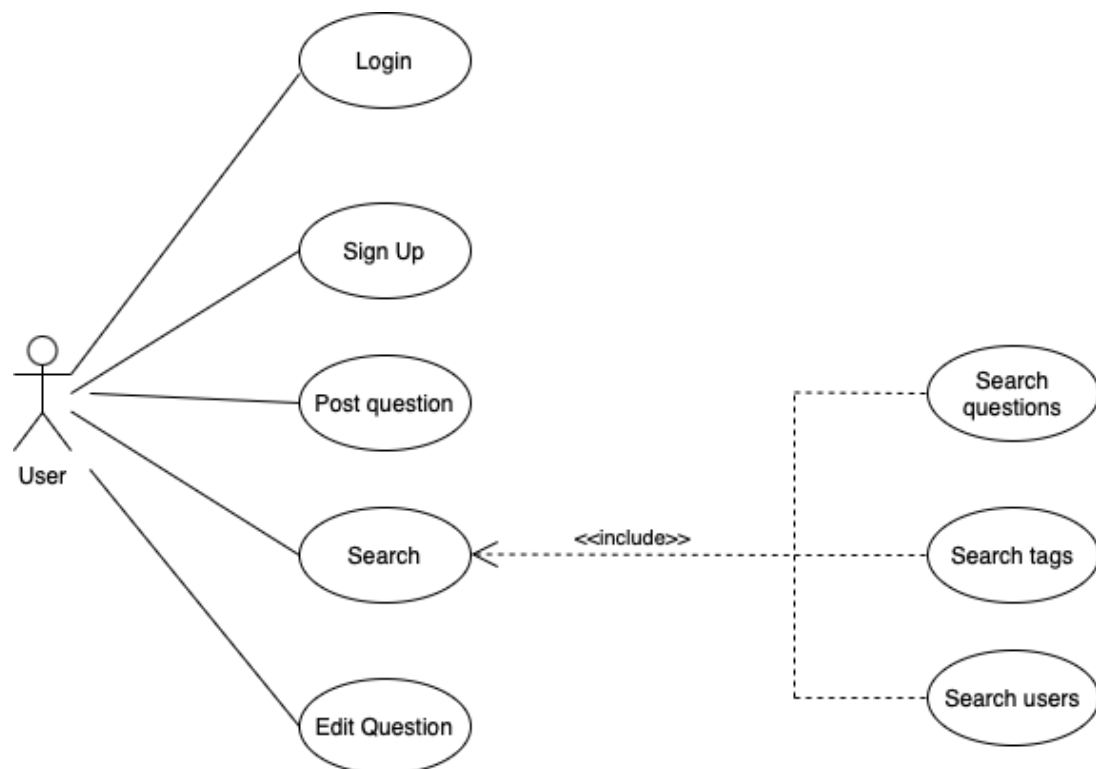 Login
Sign Up
Search
questions
Post question
User
<<include>>
Search
Search tags
Search users
Edit Question